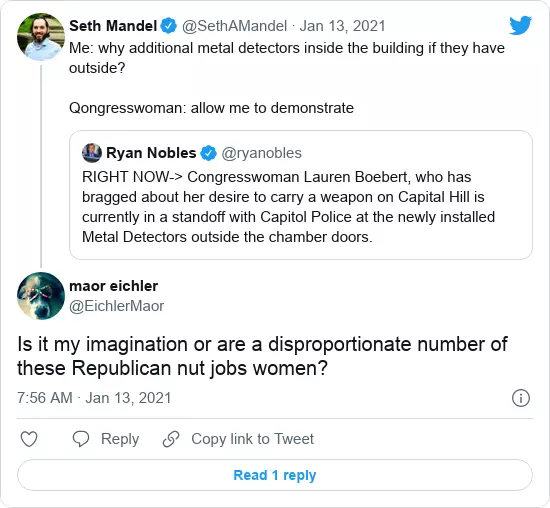 Seth Mandel @SethAMandel · Jan 13, 2021
Me: why additional metal detectors inside the building if they have
outside?
Qongresswoman: allow me to demonstrate
Ryan Nobles @ryanobles
RIGHT NOW-> Congresswoman Lauren Boebert, who has
bragged about her desire to carry a weapon on Capital Hill is
currently in a standoff with Capitol Police at the newly installed
Metal Detectors outside the chamber doors.
maor eichler
@EichlerMaor
Is it my imagination or are a disproportionate number of
these Republican nut jobs women?
7:56 AM · Jan 13, 2021
Reply Copy link to Tweet
Read 1 reply